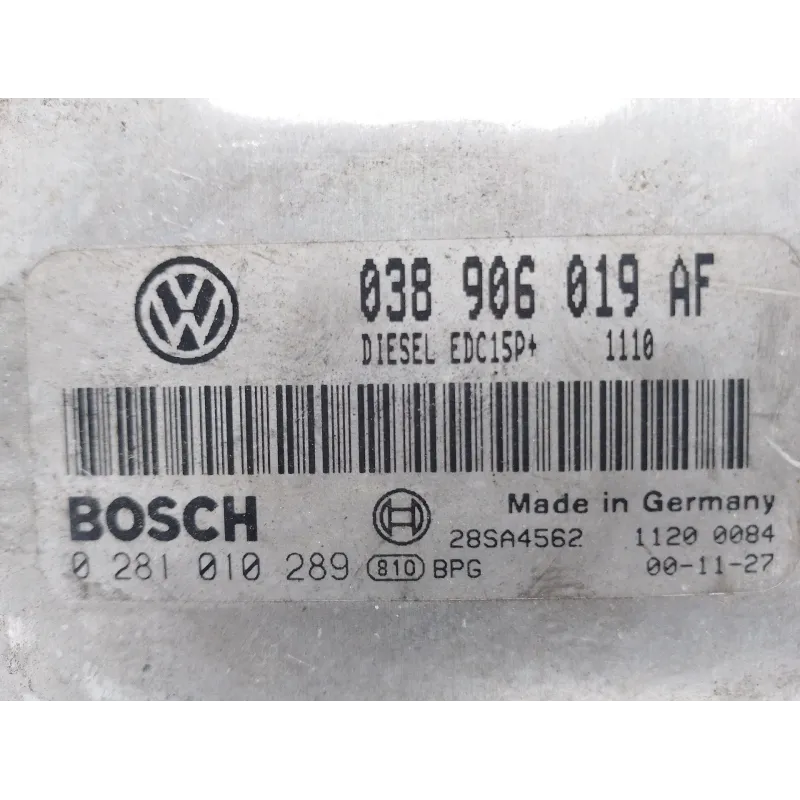 038 906 019 AF
DIESEL EDC15P+ 1110
BOSCH
Made in Germany
28SA4562 1120 0084
0 281 010 289 810 BPG 00-11-27